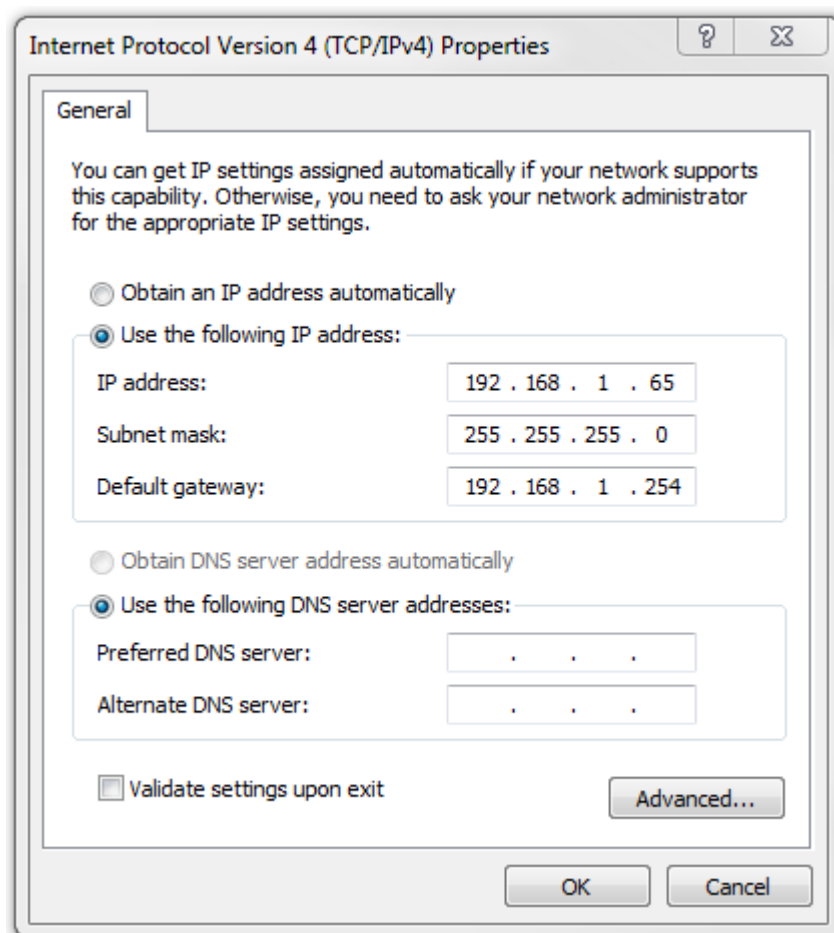 Internet Protocol Version 4 (TCP/IPv4) Properties
General
You can get IP settings assigned automatically if your network supports
this capability. Otherwise, you need to ask your network administrator
for the appropriate IP settings.
Obtain an IP address automatically
Use the following IP address:
IP address: 192 . 168 . 1 . 65
Subnet mask: 255 . 255 . 255 . 0
Default gateway: 192 . 168 . 1 . 254
Obtain DNS server address automatically
Use the following DNS server addresses:
Preferred DNS server: . . .
Alternate DNS server: . . .
Validate settings upon exit
Advanced...
OK Cancel